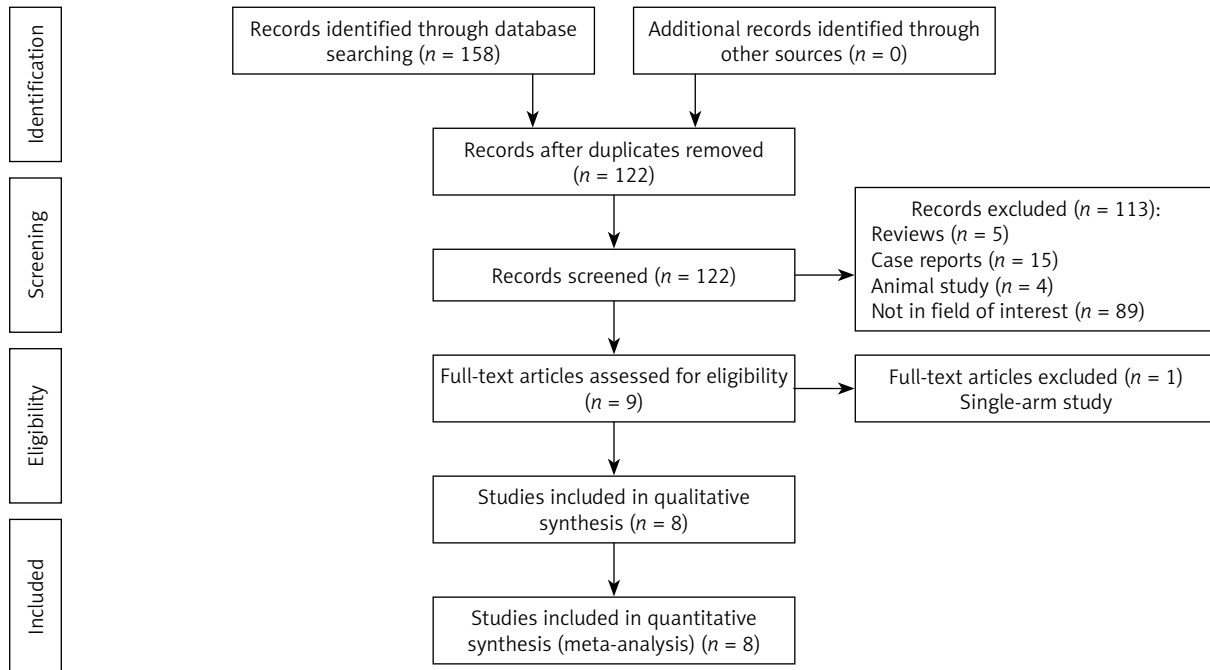 Identification
Records identified through database
searching (n = 158)
Additional records identified through
other sources (n = 0)
Records after duplicates removed
(n = 122)
Screening
Records screened (n = 122)
Records excluded (n = 113):
Reviews (n = 5)
Case reports (n = 15)
Animal study (n = 4)
Not in field of interest (n = 89)
Eligibility
Full-text articles assessed for eligibility
(n = 9)
Full-text articles excluded (n = 1)
Single-arm study
Studies included in qualitative
synthesis (n = 8)
Included
Studies included in quantitative
synthesis (meta-analysis) (n = 8)